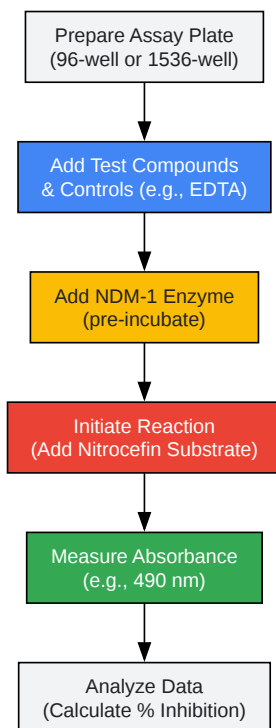 Prepare Assay Plate
(96-well or 1536-well)
Add Test Compounds
& Controls (e.g., EDTA)
Add NDM-1 Enzyme
(pre-incubate)
Initiate Reaction
(Add Nitrocefin Substrate)
Measure Absorbance
(e.g., 490 nm)
Analyze Data
(Calculate % Inhibition)